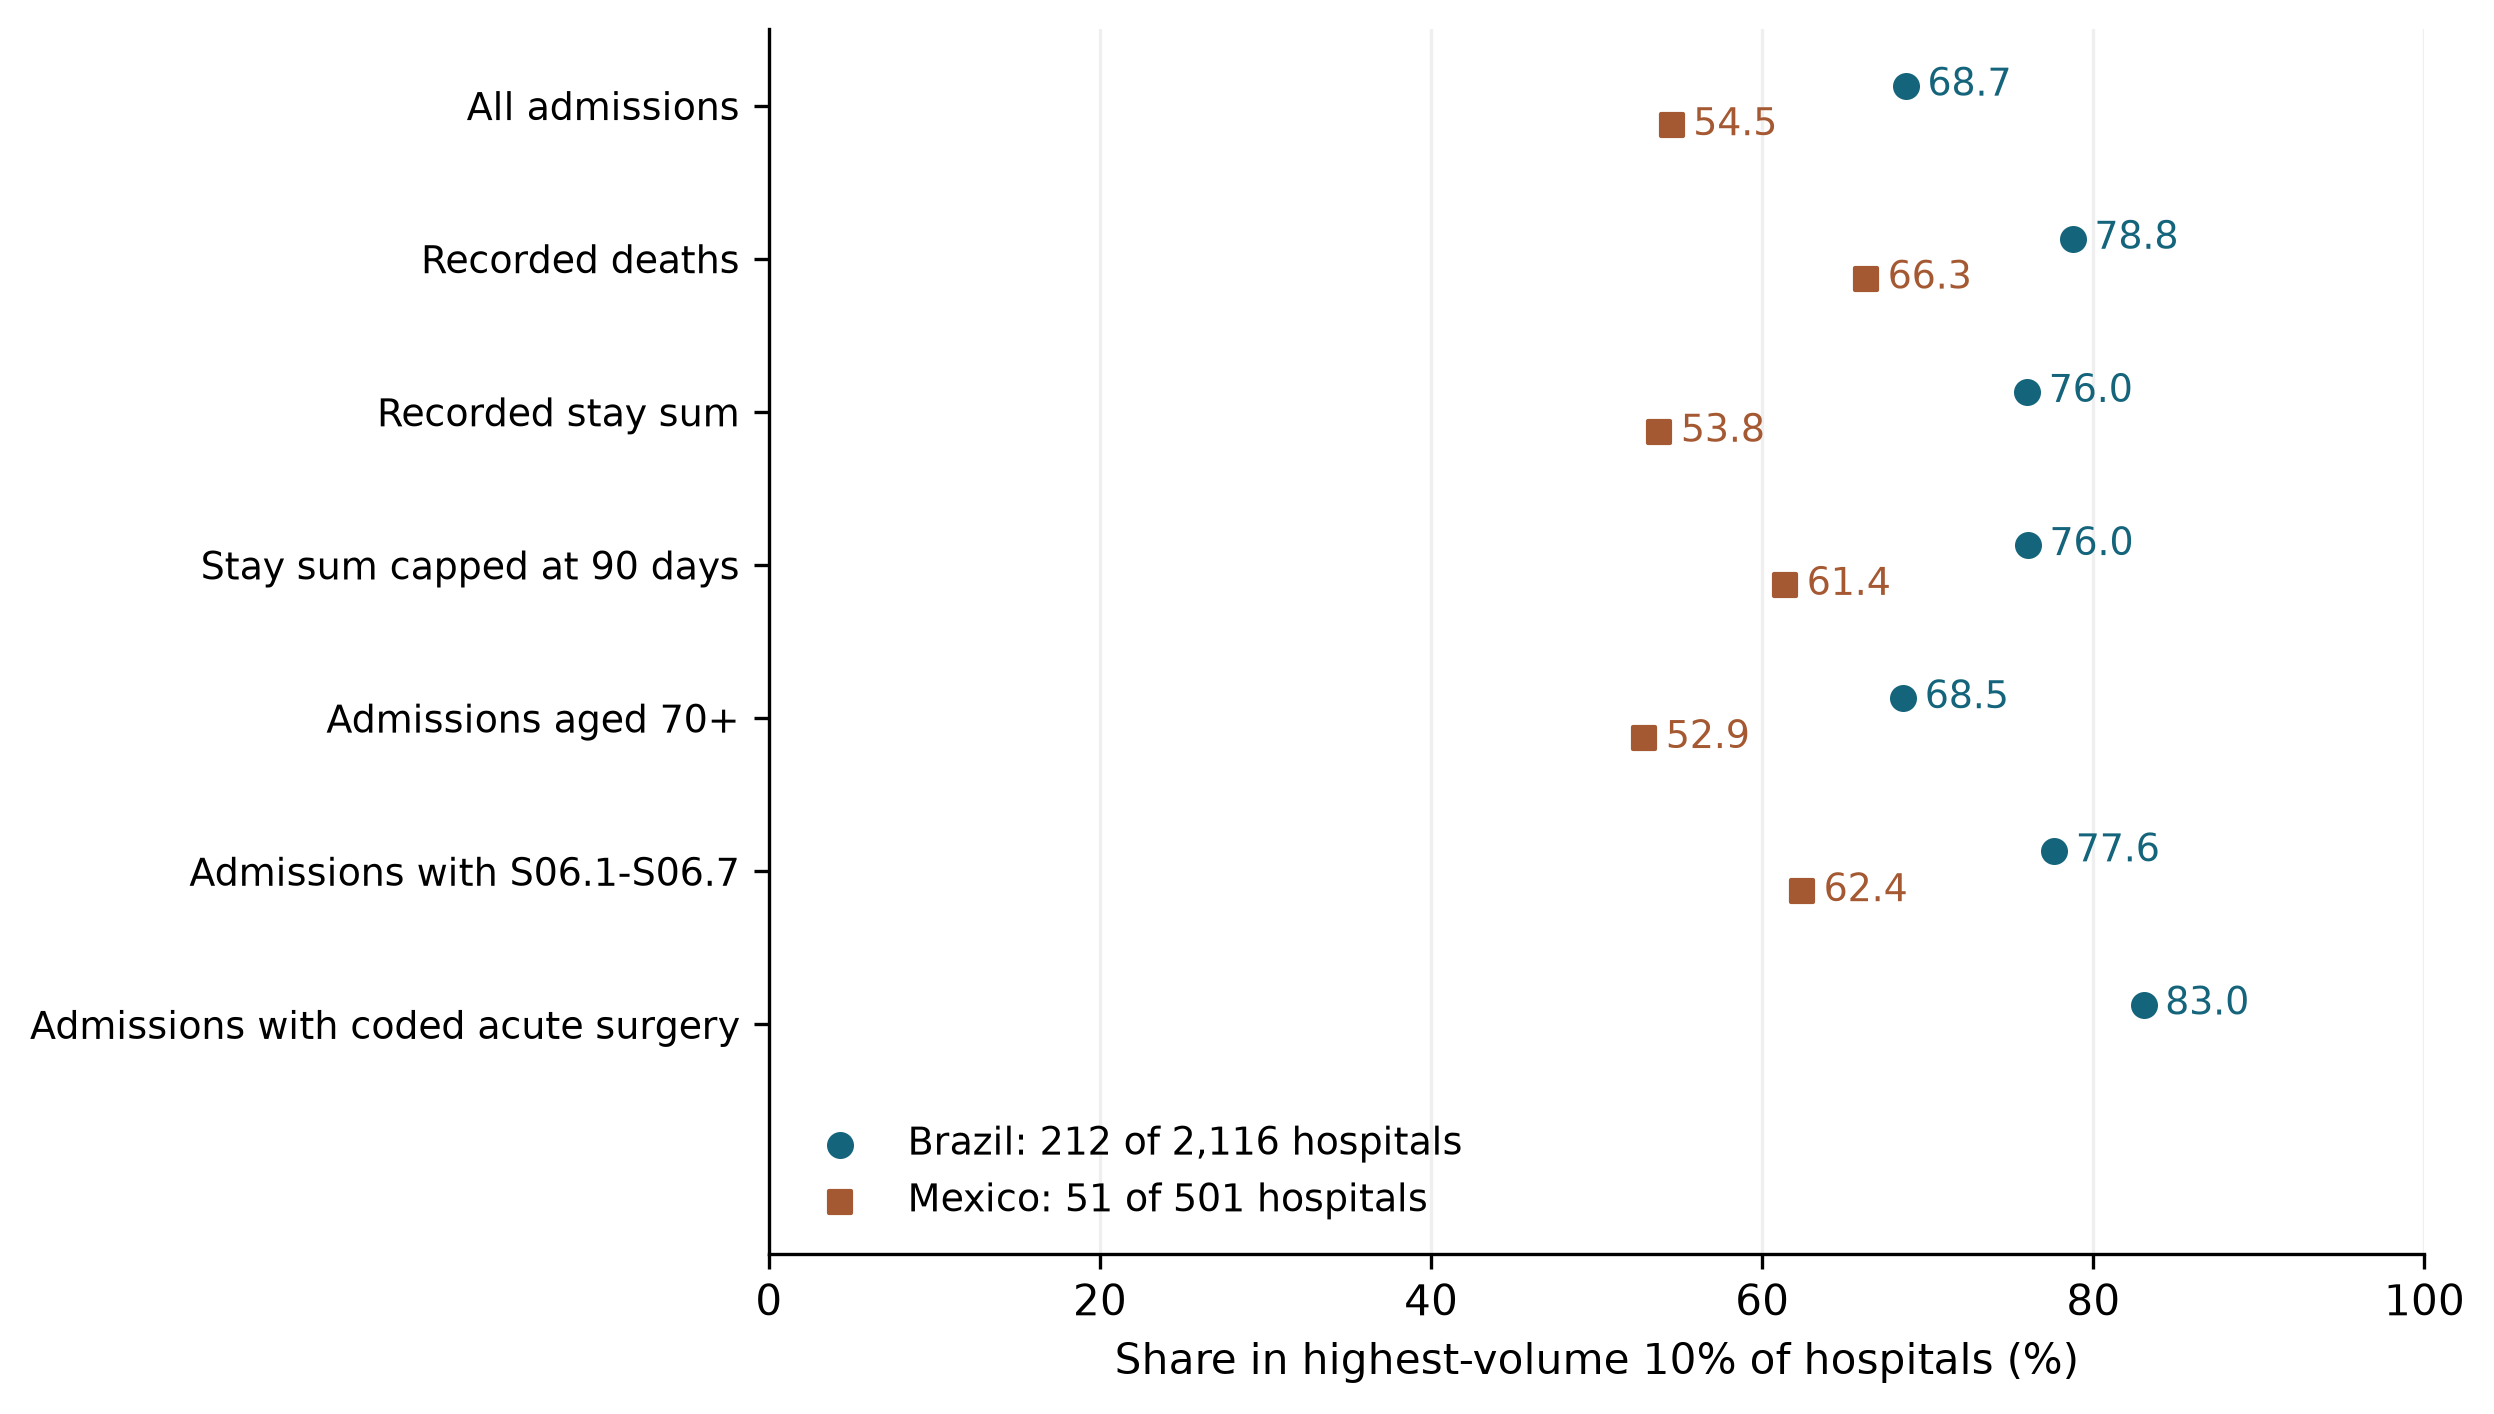 All admissions
68.7
54.5
Recorded deaths
78.8
66.3
Recorded stay sum
76.0
53.8
Stay sum capped at 90 days
76.0
61.4
Admissions aged 70+
68.5
52.9
Admissions with S06.1-S06.7
77.6
62.4
Admissions with coded acute surgery
83.0
Brazil: 212 of 2,116 hospitals
Mexico: 51 of 501 hospitals
0 20 40 60 80 100
Share in highest-volume 10% of hospitals (%)